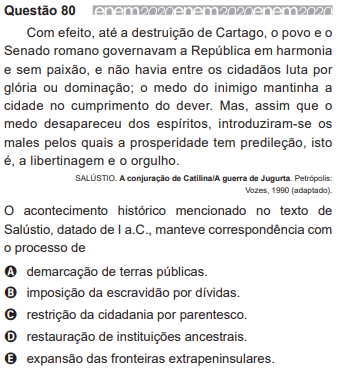 Questão 80 enem2020enem2020enem2020
Com efeito, até a destruição de Cartago, o povo e o
Senado romano governavam a República em harmonia
e sem paixão, e não havia entre os cidadãos luta por
glória ou dominação; o medo do inimigo mantinha a
cidade no cumprimento do dever. Mas, assim que o
medo desapareceu dos espíritos, introduziram-se os
males pelos quais a prosperidade tem predileção, isto
é, a libertinagem e o orgulho.
SALÚSTIO. A conjuração de Catilina/A guerra de Jugurta. Petrópolis:
Vozes, 1990 (adaptado).
O acontecimento histórico mencionado no texto de
Salústio, datado de I a.C., manteve correspondência com
o processo de
A demarcação de terras públicas.
B imposição da escravidão por dívidas.
C restrição da cidadania por parentesco.
D restauração de instituições ancestrais.
E expansão das fronteiras extrapeninsulares.